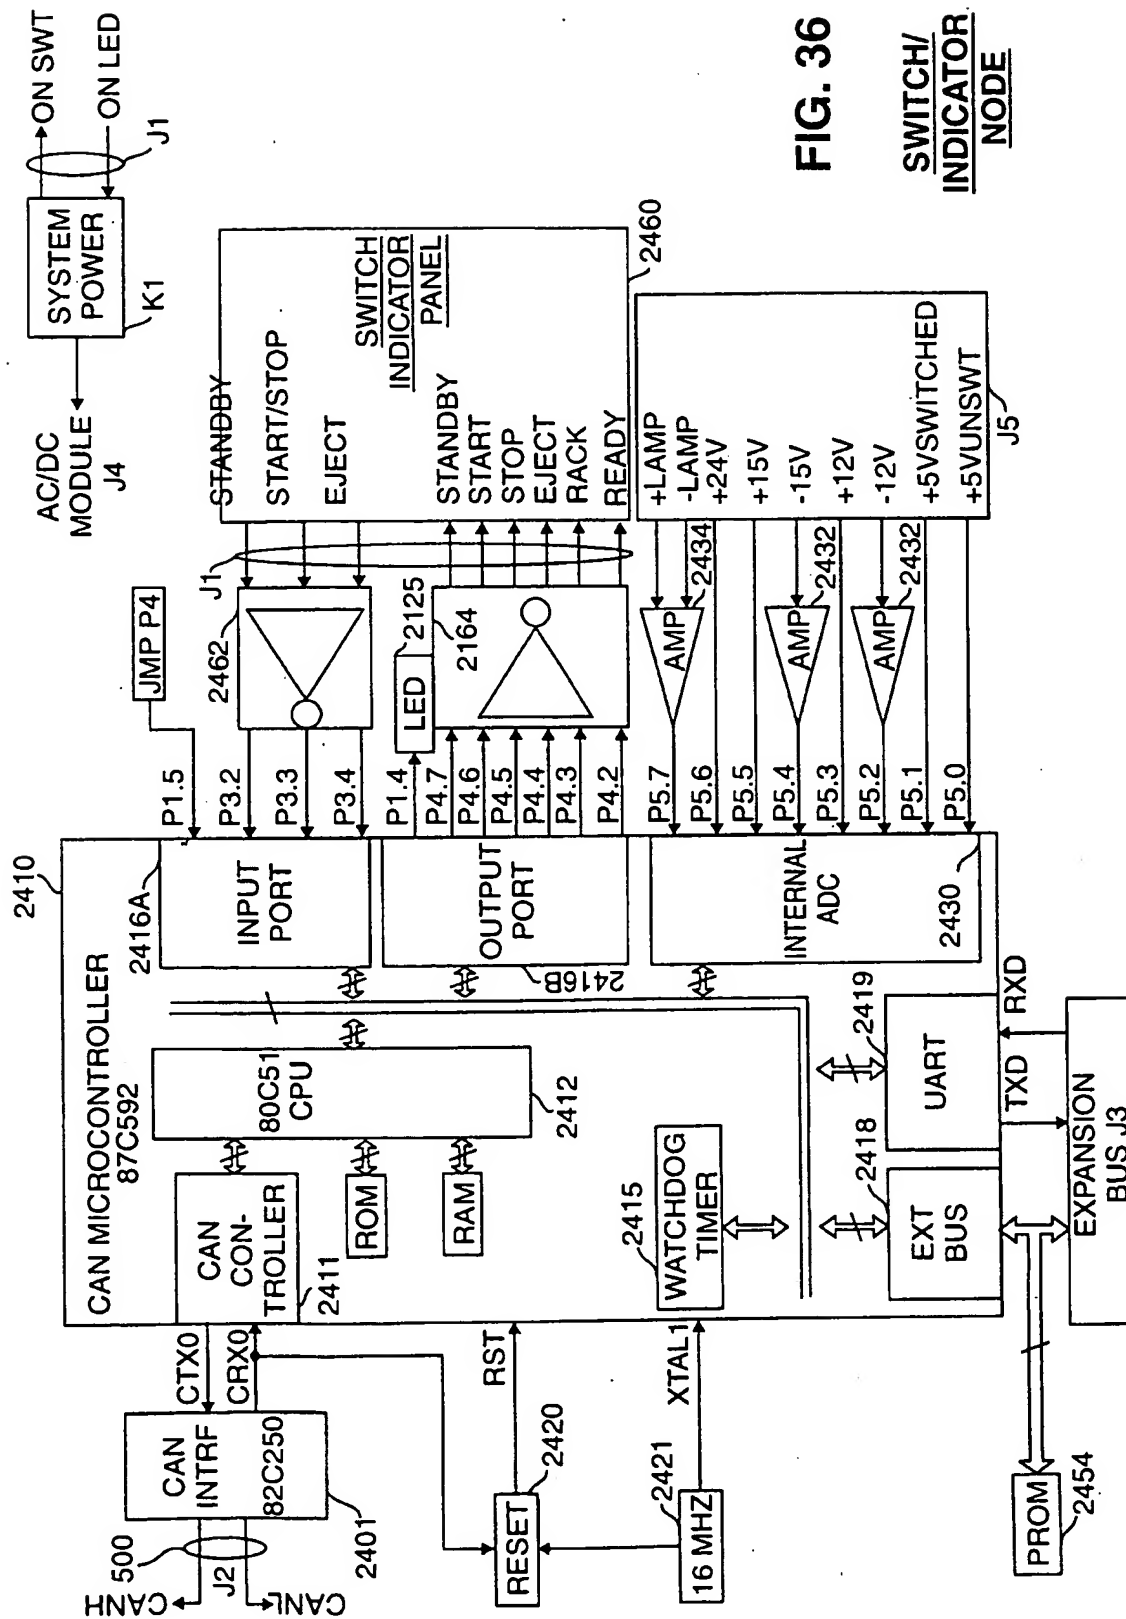 ON SWT
ON LED
J1
SYSTEM
POWER
K1
AC/DC
MODULE
J4
JMP P4
FIG. 36
SWITCH/
INDICATOR
NODE
STANDBY
START/STOP
EJECT
SWITCH
INDICATOR
PANEL
STANDBY
START
STOP
EJECT
RACK
READY
2460
J1
2462
LED
2125
2164
+LAMP
-LAMP
+24V
+15V
-15V
+12V
-12V
+5VSWITCHED
+5VUNSWT
J5
AMP
2434
AMP
2432
AMP
2432
P1.5
P3.2
P3.3
P3.4
P1.4
P4.7
P4.6
P4.5
P4.4
P4.3
P4.2
P5.7
P5.6
P5.5
P5.4
P5.3
P5.2
P5.1
P5.0
2410
CAN MICROCONTROLLER
87C592
2416A
INPUT
PORT
OUTPUT
PORT
2416B
INTERNAL
ADC
2430
80C51
CPU
2412
CAN
CON-
TROLLER
2411
ROM
RAM
2415
WATCHDOG
TIMER
2418
EXT
BUS
2419
UART
TXD
RXD
EXPANSION
BUS J3
CTX0
CRX0
RST
XTAL1
CAN
INTRF
82C250
2401
500
J2
CANH
CANL
RESET
2420
2421
16 MHZ
PROM
2454